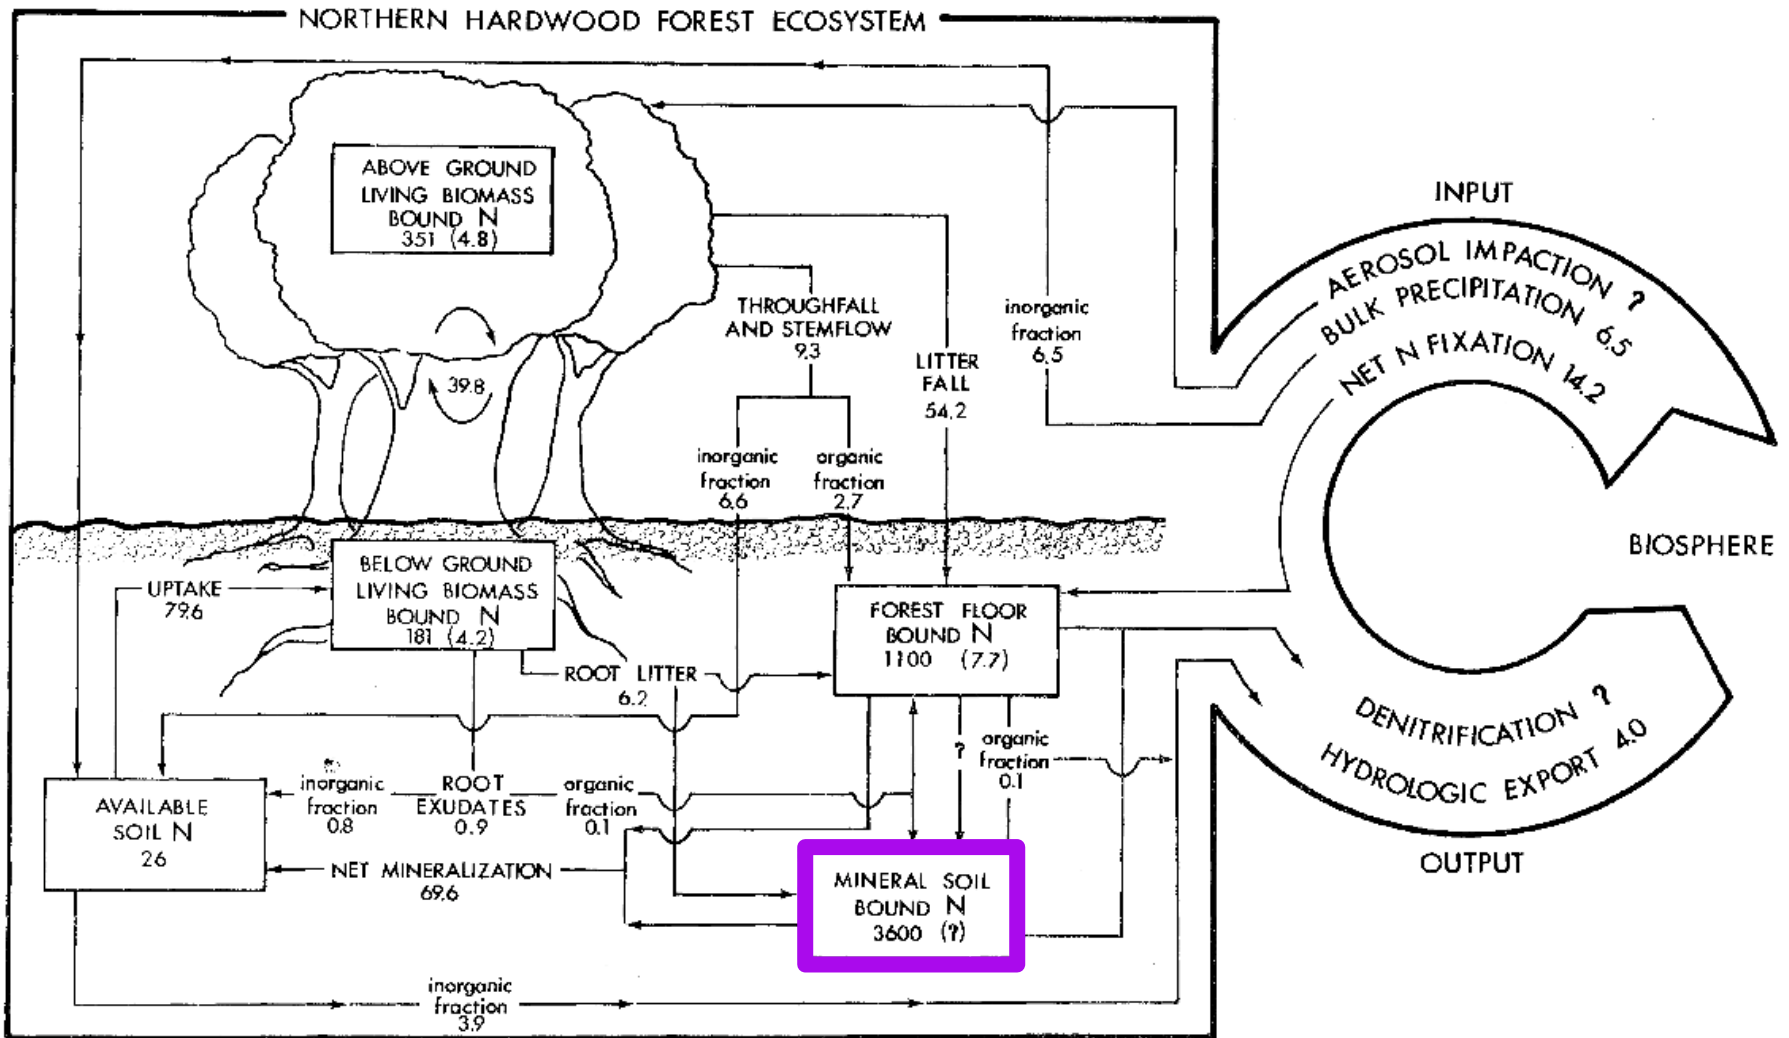 NORTHERN HARDWOOD FOREST ECOSYSTEM
ABOVE GROUND
LIVING BIOMASS
BOUND N
351 (4.8)
39.8
THROUGHFALL
AND STEMFLOW
9.3
inorganic
fraction
6.6
organic
fraction
2.7
LITTER
FALL
54.2
inorganic
fraction
6.5
INPUT
AEROSOL IMPACTION ?
BULK PRECIPITATION 6.5
NET N FIXATION 14.2
BIOSPHERE
UPTAKE
79.6
BELOW GROUND
LIVING BIOMASS
BOUND N
181 (4.2)
ROOT LITTER
6.2
FOREST FLOOR
BOUND N
1100 (7.7)
?
organic
fraction
0.1
DENITRIFICATION ?
HYDROLOGIC EXPORT 4.0
OUTPUT
AVAILABLE
SOIL N
26
inorganic
fraction
0.8
ROOT
EXUDATES
0.9
organic
fraction
0.1
NET MINERALIZATION
69.6
MINERAL SOIL
BOUND N
3600 (?)
inorganic
fraction
3.9